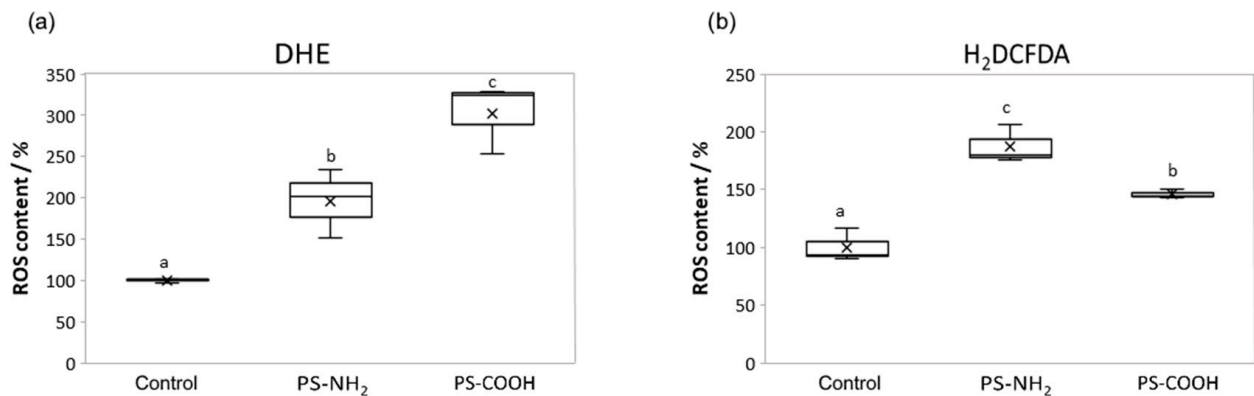 (a)
DHE
ROS content / %
350
300
250
200
150
100
50
0
a
b
c
Control
PS-NH₂
PS-COOH
(b)
H₂DCFDA
ROS content / %
250
200
150
100
50
0
a
c
b
Control
PS-NH₂
PS-COOH